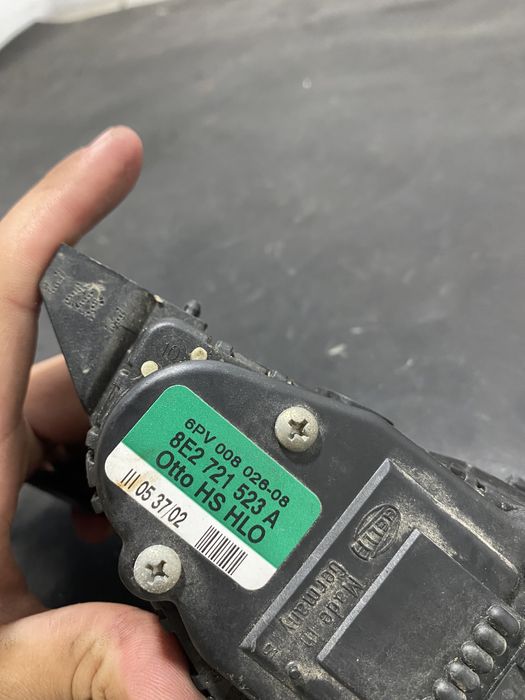 6PV 008 026-08
8E2 721 523 A
Otto HS HLO
III 05 37/02
HELLA
Made in
Germany